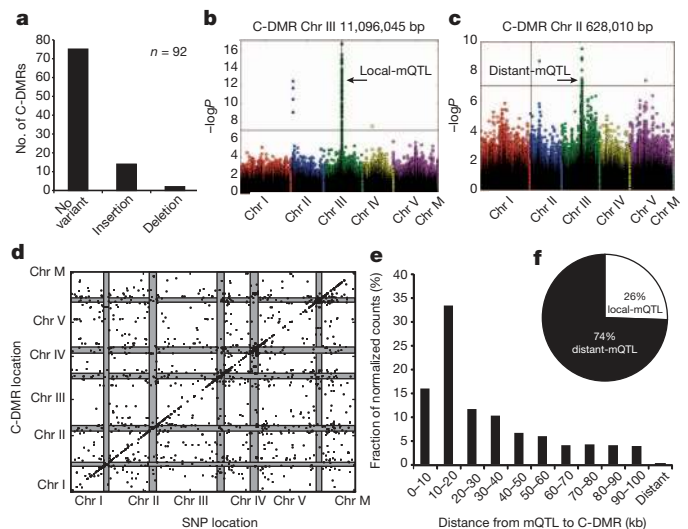 a
No. of C-DMRs
80
70
60
50
40
30
20
10
0
n = 92
No variant
Insertion
Deletion
b
C-DMR Chr III 11,096,045 bp
–logP
16
14
12
10
8
6
4
2
0
Local-mQTL
Chr I
Chr II
Chr III
Chr IV
Chr V
Chr M
c
C-DMR Chr II 628,010 bp
–logP
10
8
6
4
2
0
Distant-mQTL
Chr I
Chr II
Chr III
Chr IV
Chr V
Chr M
d
C-DMR location
Chr M
Chr V
Chr IV
Chr III
Chr II
Chr I
Chr I
Chr II
Chr III
Chr IV
Chr V
Chr M
SNP location
e
Fraction of normalized counts (%)
40
35
30
25
20
15
10
5
0
0–10
10–20
20–30
30–40
40–50
50–60
60–70
70–80
80–90
90–100
Distant
Distance from mQTL to C-DMR (kb)
f
26%
local-mQTL
74%
distant-mQTL